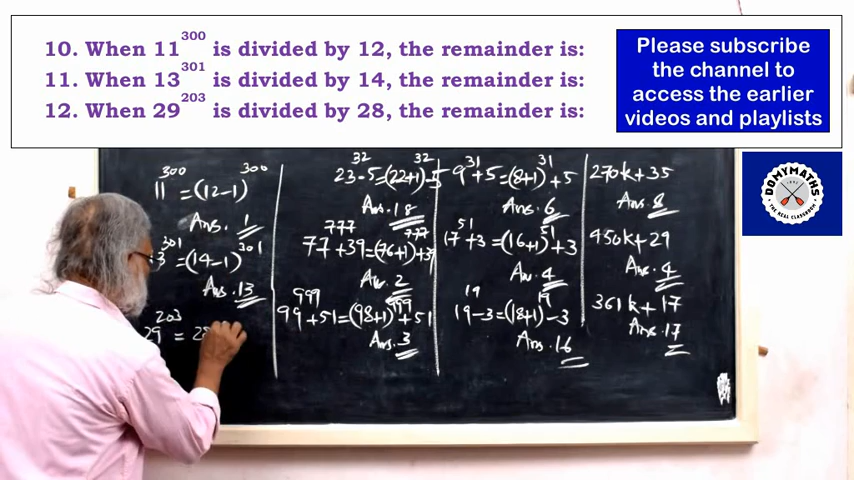 10. When 11^300 is divided by 12, the remainder is:
11. When 13^301 is divided by 14, the remainder is:
12. When 29^203 is divided by 28, the remainder is:
Please subscribe
the channel to
access the earlier
videos and playlists
DOMYMATHS
THE REAL CLASSROOM
11^300 = (12-1)^300
Ans. 1
3^301 = (14-1)^301
Ans. 13
29^203 = 28
23^32 - 5 = (22+1)^32 - 5
Ans. 18
77^777 + 39 = (76+1)^777 + 39
Ans. 2
99^999 + 51 = (98+1)^999 + 51
Ans. 3
9^31 + 5 = (8+1)^31 + 5
Ans. 6
17^51 + 3 = (16+1)^51 + 3
Ans. 4
19^19 - 3 = (18+1)^19 - 3
Ans. 16
270k + 35
Ans. 8
450k + 29
Ans. 4
361k + 17
Ans. 17